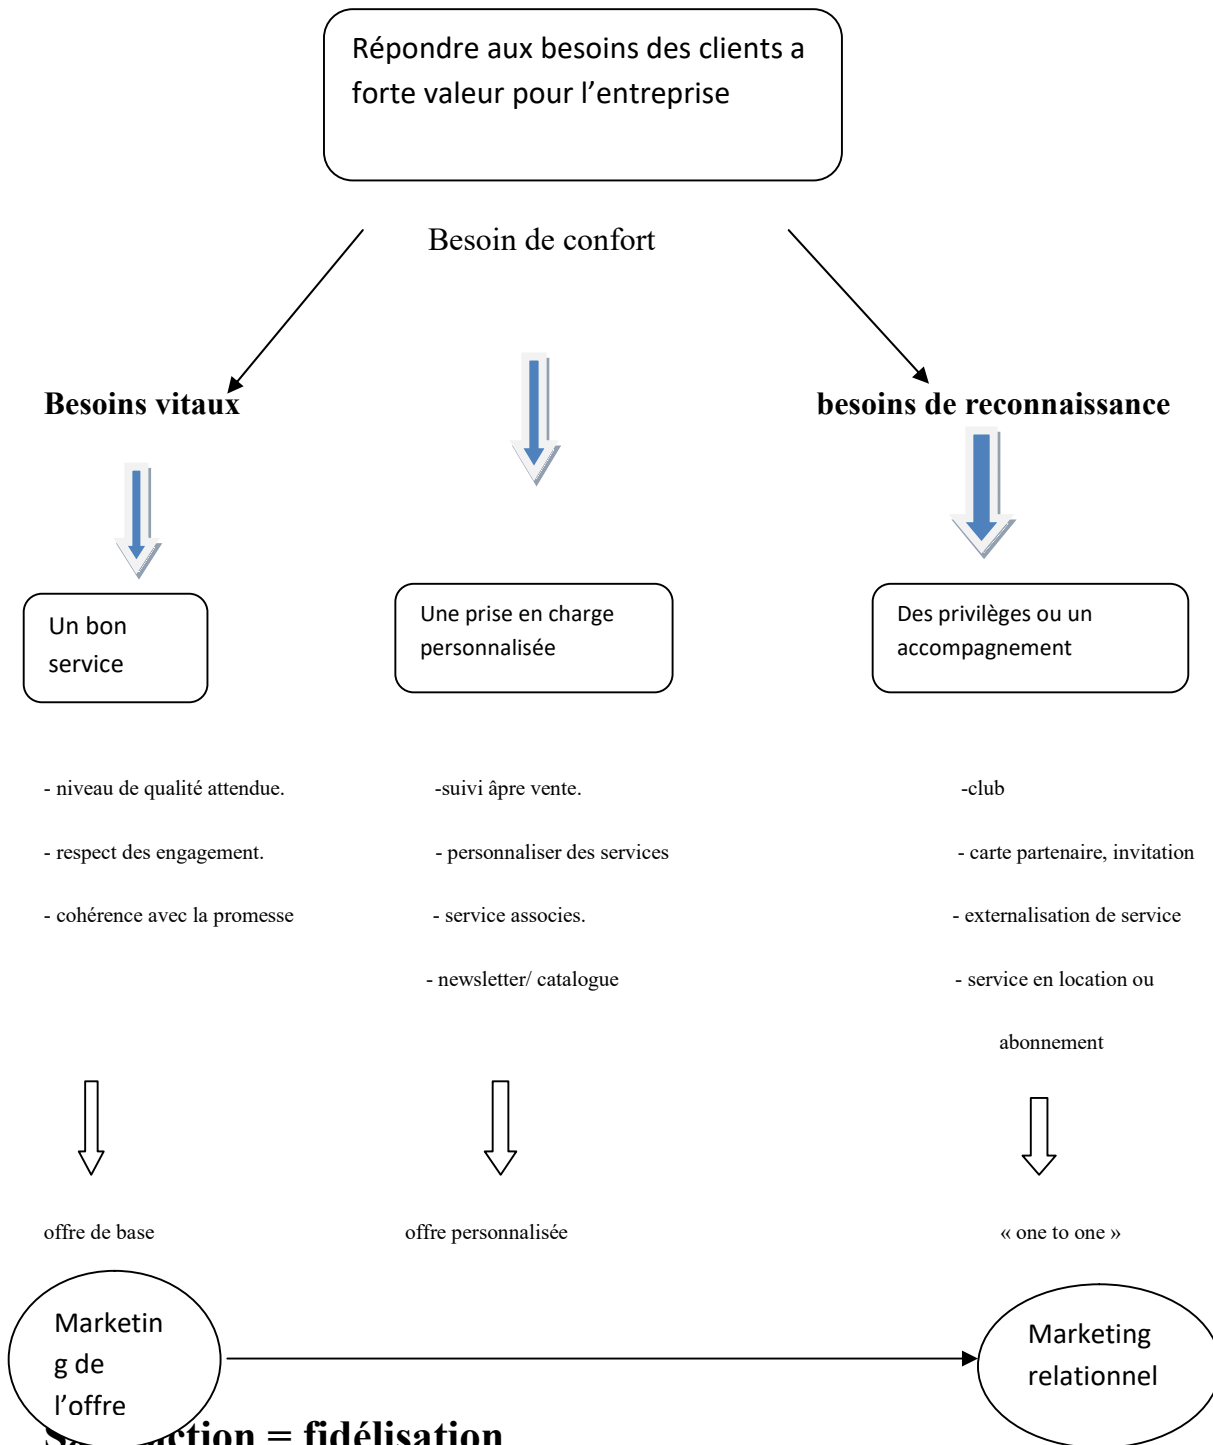 Répondre aux besoins des clients a
forte valeur pour l’entreprise
Besoin de confort
Besoins vitaux
besoins de reconnaissance
Un bon
service
Une prise en charge
personnalisée
Des privilèges ou un
accompagnement
- niveau de qualité attendue.
-suivi âpre vente.
-club
- respect des engagement.
- personnaliser des services
- carte partenaire, invitation
- cohérence avec la promesse
- service associes.
- externalisation de service
- newsletter/ catalogue
- service en location ou
abonnement
offre de base
offre personnalisée
« one to one »
Marketin
g de
l’offre
Marketing
relationnel
= fidélisation